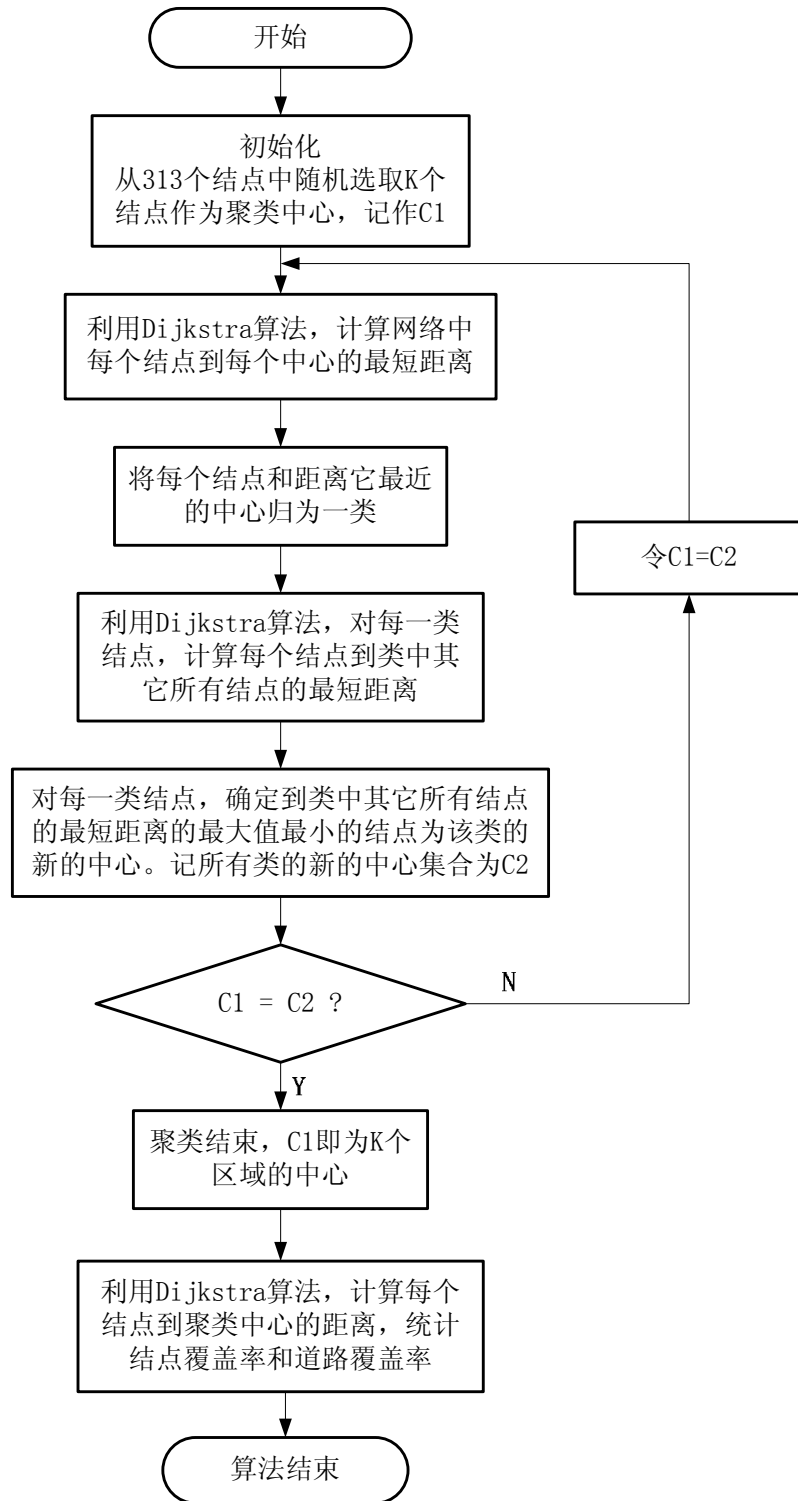 开始
初始化
从313个结点中随机选取K个
结点作为聚类中心，记作C1
利用Dijkstra算法，计算网络中
每个结点到每个中心的最短距离
将每个结点和距离它最近
的中心归为一类
令C1=C2
利用Dijkstra算法，对每一类
结点，计算每个结点到类中其
它所有结点的最短距离
对每一类结点，确定到类中其它所有结点
的最短距离的最大值最小的结点为该类的
新的中心。记所有类的新的中心集合为C2
C1 = C2 ?
N
Y
聚类结束，C1即为K个
区域的中心
利用Dijkstra算法，计算每个
结点到聚类中心的距离，统计
结点覆盖率和道路覆盖率
算法结束